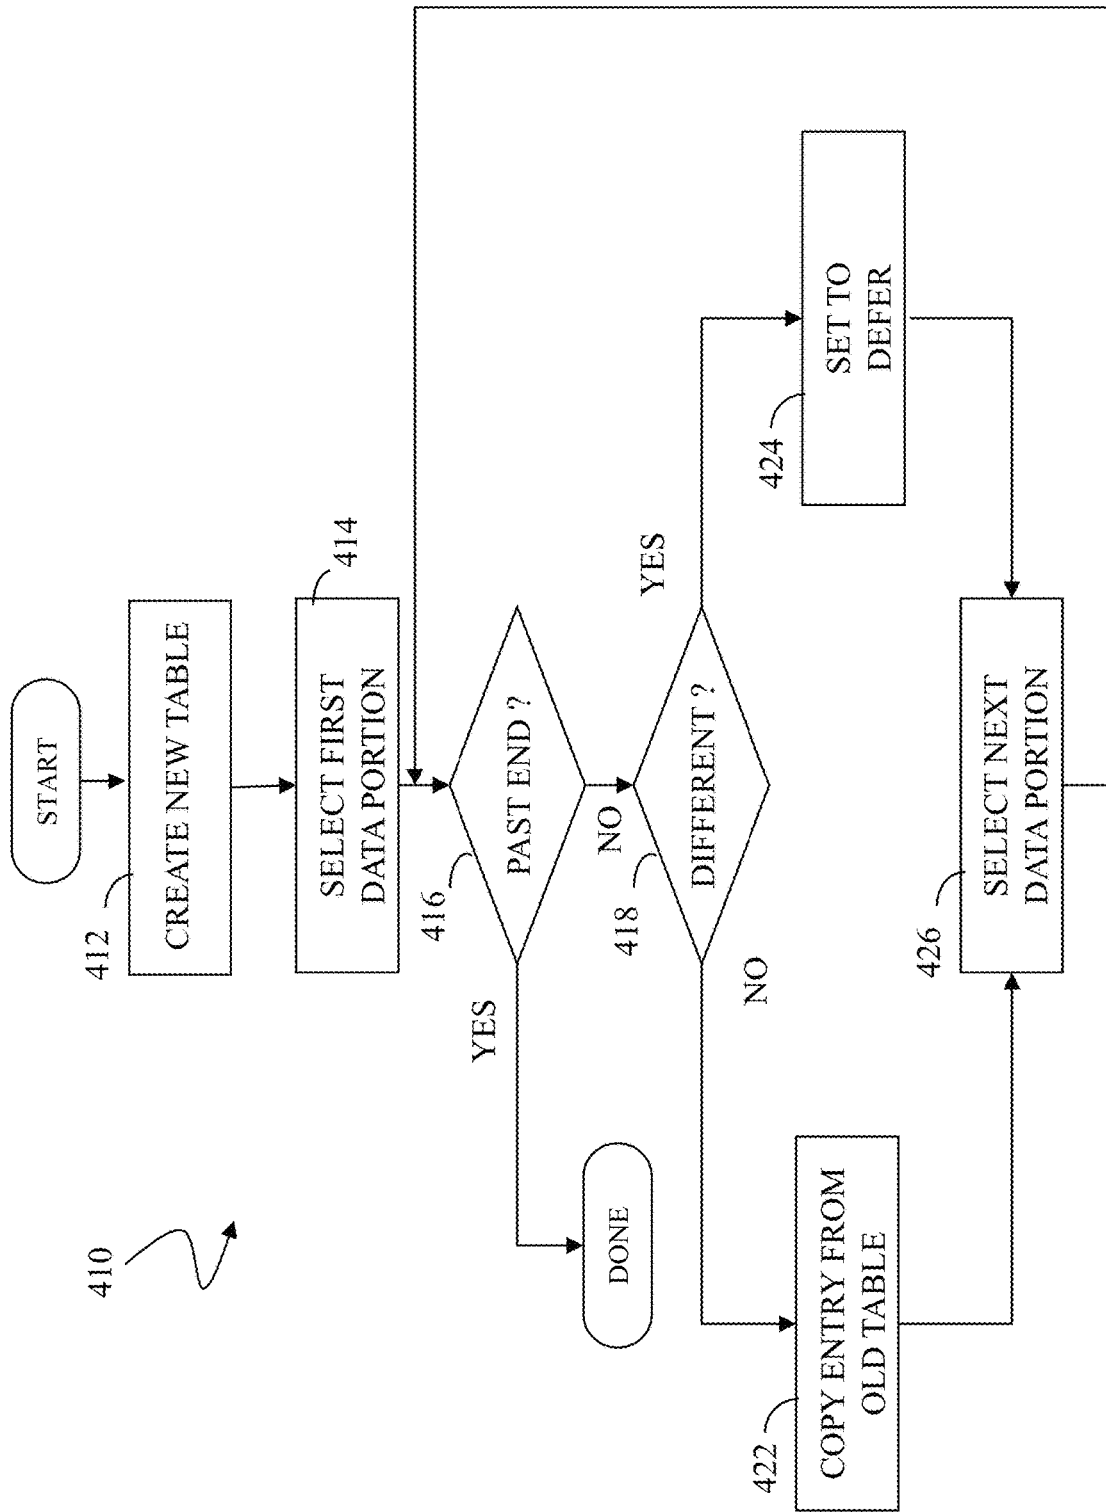 410
START
412
CREATE NEW TABLE
414
SELECT FIRST
DATA PORTION
416
PAST END ?
YES
NO
DONE
418
DIFFERENT ?
NO
YES
422
COPY ENTRY FROM
OLD TABLE
424
SET TO
DEFER
426
SELECT NEXT
DATA PORTION